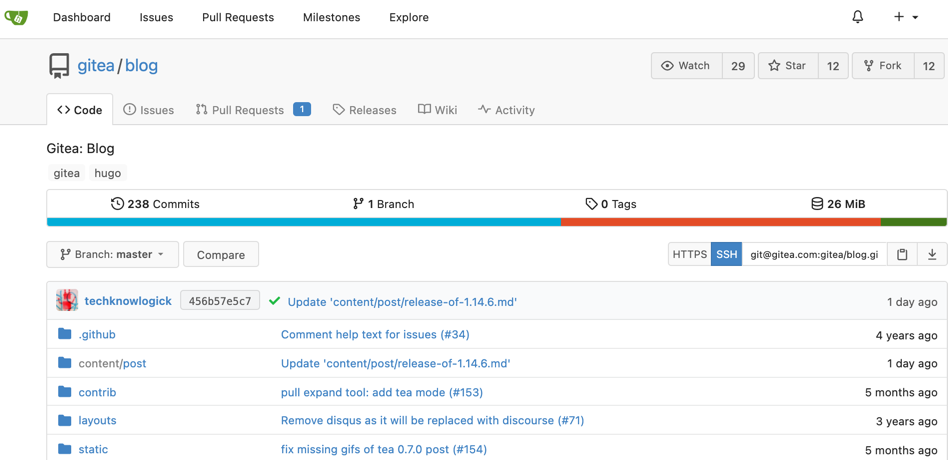 Dashboard Issues Pull Requests Milestones Explore
gitea/blog Watch 29 Star 12 Fork 12
Code Issues Pull Requests 1 Releases Wiki Activity
Gitea: Blog
gitea hugo
238 Commits 1 Branch 0 Tags 26 MiB
Branch: master Compare HTTPS SSH git@gitea.com:gitea/blog.gi
techknowlogick 456b57e5c7 Update 'content/post/release-of-1.14.6.md' 1 day ago
.github Comment help text for issues (#34) 4 years ago
content/post Update 'content/post/release-of-1.14.6.md' 1 day ago
contrib pull expand tool: add tea mode (#153) 5 months ago
layouts Remove disqus as it will be replaced with discourse (#71) 3 years ago
static fix missing gifs of tea 0.7.0 post (#154) 5 months ago